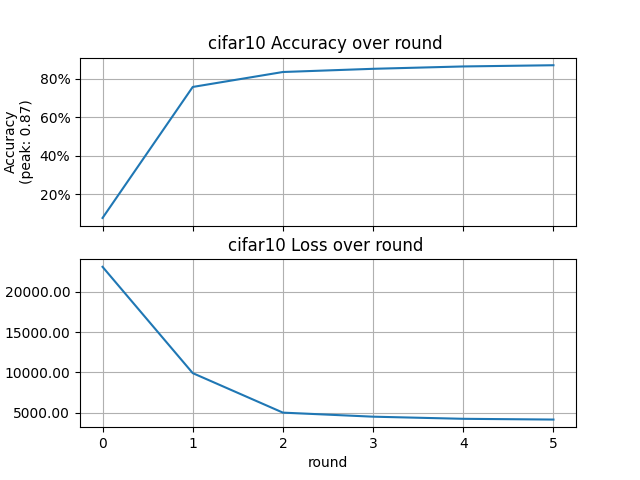 cifar10 Accuracy over round
Accuracy
(peak: 0.87)
80%
60%
40%
20%
cifar10 Loss over round
20000.00
15000.00
10000.00
5000.00
0 1 2 3 4 5
round